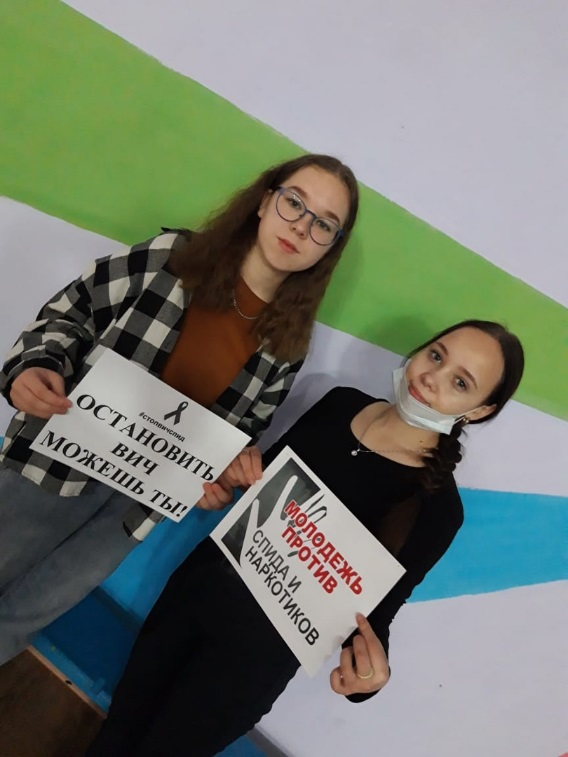 #СТОПВИЧСПИД
ОСТАНОВИТЬ
ВИЧ
МОЖЕШЬ ТЫ!
МОЛОДЕЖЬ
ПРОТИВ
СПИДА И
НАРКОТИКОВ